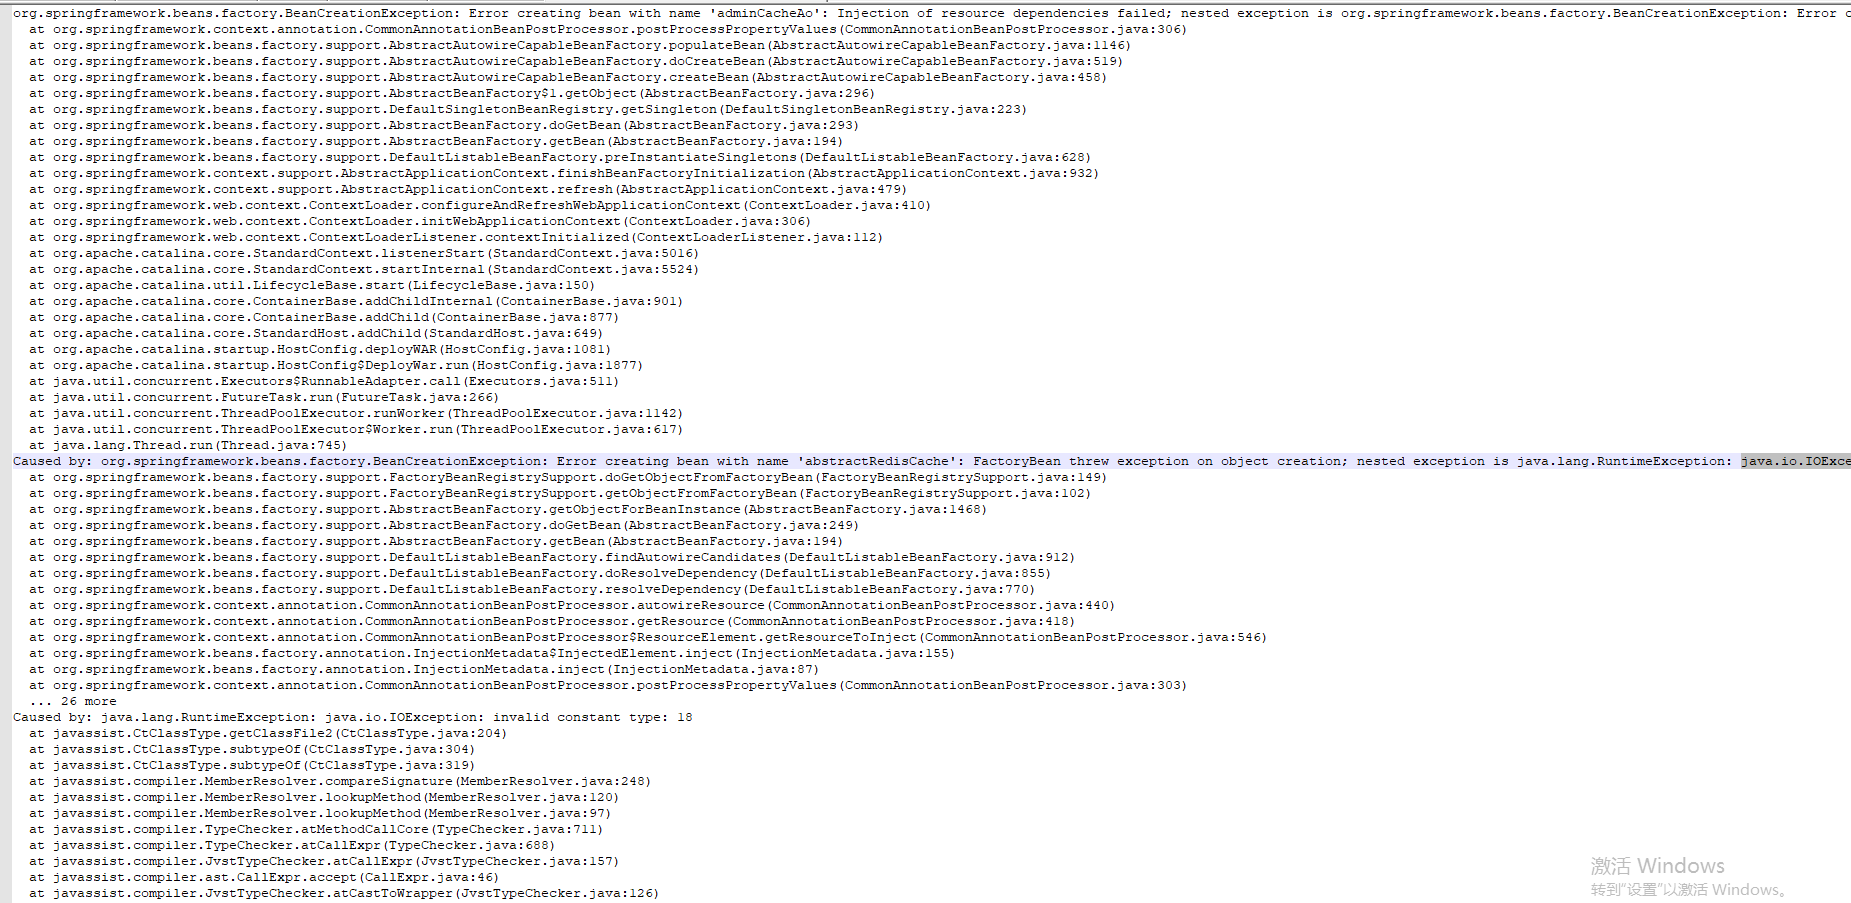 org.springframework.beans.factory.BeanCreationException: Error creating bean with name 'adminCacheAo': Injection of resource dependencies failed; nested exception is org.springframework.beans.factory.BeanCreationException: Error c
at org.springframework.context.annotation.CommonAnnotationBeanPostProcessor.postProcessPropertyValues(CommonAnnotationBeanPostProcessor.java:306)
at org.springframework.beans.factory.support.AbstractAutowireCapableBeanFactory.populateBean(AbstractAutowireCapableBeanFactory.java:1146)
at org.springframework.beans.factory.support.AbstractAutowireCapableBeanFactory.doCreateBean(AbstractAutowireCapableBeanFactory.java:519)
at org.springframework.beans.factory.support.AbstractAutowireCapableBeanFactory.createBean(AbstractAutowireCapableBeanFactory.java:458)
at org.springframework.beans.factory.support.AbstractBeanFactory$1.getObject(AbstractBeanFactory.java:296)
at org.springframework.beans.factory.support.DefaultSingletonBeanRegistry.getSingleton(DefaultSingletonBeanRegistry.java:223)
at org.springframework.beans.factory.support.AbstractBeanFactory.doGetBean(AbstractBeanFactory.java:293)
at org.springframework.beans.factory.support.AbstractBeanFactory.getBean(AbstractBeanFactory.java:194)
at org.springframework.beans.factory.support.DefaultListableBeanFactory.preInstantiateSingletons(DefaultListableBeanFactory.java:628)
at org.springframework.context.support.AbstractApplicationContext.finishBeanFactoryInitialization(AbstractApplicationContext.java:932)
at org.springframework.context.support.AbstractApplicationContext.refresh(AbstractApplicationContext.java:479)
at org.springframework.web.context.ContextLoader.configureAndRefreshWebApplicationContext(ContextLoader.java:410)
at org.springframework.web.context.ContextLoader.initWebApplicationContext(ContextLoader.java:306)
at org.springframework.web.context.ContextLoaderListener.contextInitialized(ContextLoaderListener.java:112)
at org.apache.catalina.core.StandardContext.listenerStart(StandardContext.java:5016)
at org.apache.catalina.core.StandardContext.startInternal(StandardContext.java:5524)
at org.apache.catalina.util.LifecycleBase.start(LifecycleBase.java:150)
at org.apache.catalina.core.ContainerBase.addChildInternal(ContainerBase.java:901)
at org.apache.catalina.core.ContainerBase.addChild(ContainerBase.java:877)
at org.apache.catalina.core.StandardHost.addChild(StandardHost.java:649)
at org.apache.catalina.startup.HostConfig.deployWAR(HostConfig.java:1081)
at org.apache.catalina.startup.HostConfig$DeployWar.run(HostConfig.java:1877)
at java.util.concurrent.Executors$RunnableAdapter.call(Executors.java:511)
at java.util.concurrent.FutureTask.run(FutureTask.java:266)
at java.util.concurrent.ThreadPoolExecutor.runWorker(ThreadPoolExecutor.java:1142)
at java.util.concurrent.ThreadPoolExecutor$Worker.run(ThreadPoolExecutor.java:617)
at java.lang.Thread.run(Thread.java:745)
Caused by: org.springframework.beans.factory.BeanCreationException: Error creating bean with name 'abstractRedisCache': FactoryBean threw exception on object creation; nested exception is java.lang.RuntimeException: java.io.IOExce
at org.springframework.beans.factory.support.FactoryBeanRegistrySupport.doGetObjectFromFactoryBean(FactoryBeanRegistrySupport.java:149)
at org.springframework.beans.factory.support.FactoryBeanRegistrySupport.getObjectFromFactoryBean(FactoryBeanRegistrySupport.java:102)
at org.springframework.beans.factory.support.AbstractBeanFactory.getObjectForBeanInstance(AbstractBeanFactory.java:1468)
at org.springframework.beans.factory.support.AbstractBeanFactory.doGetBean(AbstractBeanFactory.java:249)
at org.springframework.beans.factory.support.AbstractBeanFactory.getBean(AbstractBeanFactory.java:194)
at org.springframework.beans.factory.support.DefaultListableBeanFactory.findAutowireCandidates(DefaultListableBeanFactory.java:912)
at org.springframework.beans.factory.support.DefaultListableBeanFactory.doResolveDependency(DefaultListableBeanFactory.java:855)
at org.springframework.beans.factory.support.DefaultListableBeanFactory.resolveDependency(DefaultListableBeanFactory.java:770)
at org.springframework.context.annotation.CommonAnnotationBeanPostProcessor.autowireResource(CommonAnnotationBeanPostProcessor.java:440)
at org.springframework.context.annotation.CommonAnnotationBeanPostProcessor.getResource(CommonAnnotationBeanPostProcessor.java:418)
at org.springframework.context.annotation.CommonAnnotationBeanPostProcessor$ResourceElement.getResourceToInject(CommonAnnotationBeanPostProcessor.java:546)
at org.springframework.beans.factory.annotation.InjectionMetadata$InjectedElement.inject(InjectionMetadata.java:155)
at org.springframework.beans.factory.annotation.InjectionMetadata.inject(InjectionMetadata.java:87)
at org.springframework.context.annotation.CommonAnnotationBeanPostProcessor.postProcessPropertyValues(CommonAnnotationBeanPostProcessor.java:303)
... 26 more
Caused by: java.lang.RuntimeException: java.io.IOException: invalid constant type: 18
at javassist.CtClassType.getClassFile2(CtClassType.java:204)
at javassist.CtClassType.subtypeOf(CtClassType.java:304)
at javassist.CtClassType.subtypeOf(CtClassType.java:319)
at javassist.compiler.MemberResolver.compareSignature(MemberResolver.java:248)
at javassist.compiler.MemberResolver.lookupMethod(MemberResolver.java:120)
at javassist.compiler.MemberResolver.lookupMethod(MemberResolver.java:97)
at javassist.compiler.TypeChecker.atMethodCallCore(TypeChecker.java:711)
at javassist.compiler.TypeChecker.atCallExpr(TypeChecker.java:688)
at javassist.compiler.JvstTypeChecker.atCallExpr(JvstTypeChecker.java:157)
at javassist.compiler.ast.CallExpr.accept(CallExpr.java:46)
at javassist.compiler.JvstTypeChecker.atCastToWrapper(JvstTypeChecker.java:126)
激活 Windows
转到"设置"以激活 Windows。